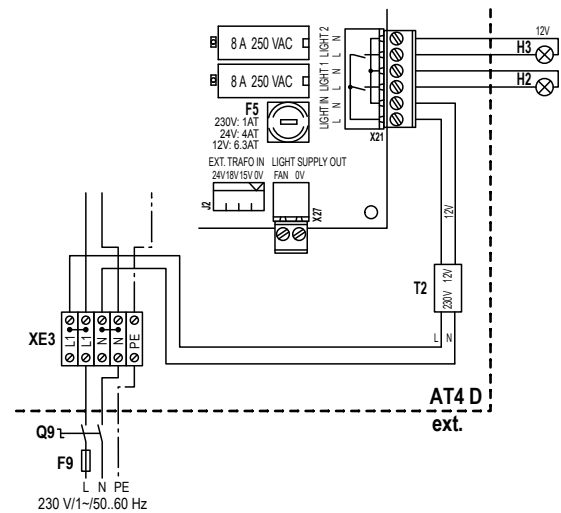 8 A 250 VAC
8 A 250 VAC
F5
230V: 1AT
24V: 4AT
12V: 6.3AT
LIGHT 2
N
L
LIGHT 1
N
L
LIGHT IN
N
L
X21
12V
H3
H2
EXT. TRAFO IN
24V 18V 15V 0V
J2
LIGHT SUPPLY OUT
FAN 0V
X27
12V
T2
230V 12V
L N
XE3
L1
L1
N
N
PE
AT4 D
ext.
Q9
F9
L N PE
230 V/1~/50..60 Hz